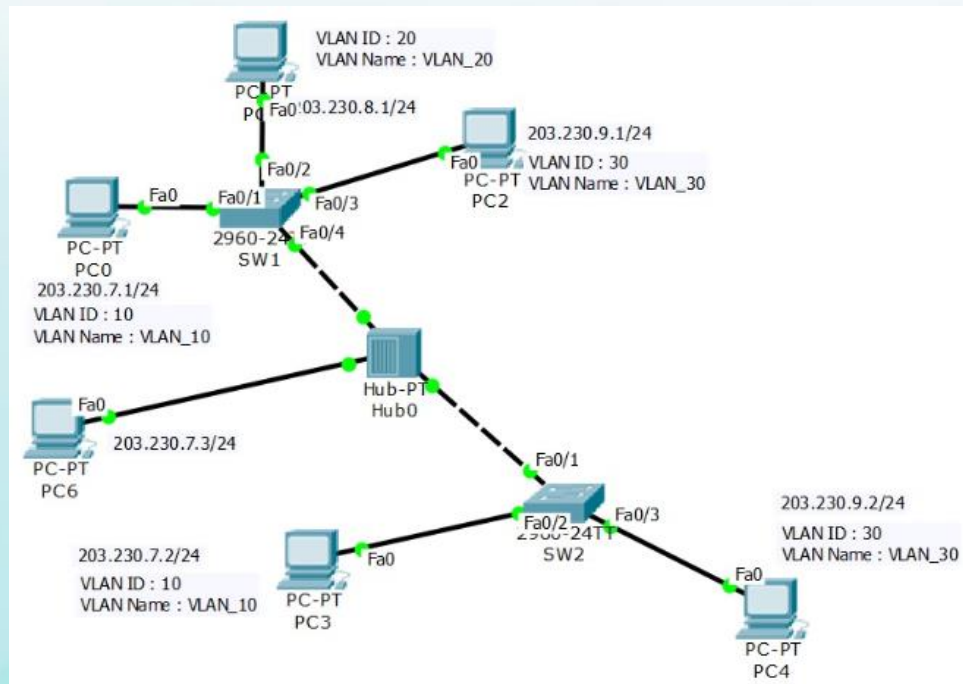 VLAN ID : 20
VLAN Name : VLAN_20
PC-PT
Fa0
203.230.8.1/24
203.230.9.1/24
VLAN ID : 30
VLAN Name : VLAN_30
Fa0
PC-PT
PC2
Fa0/2
Fa0
Fa0/1
Fa0/3
Fa0/4
SW1
PC-PT
PC0
203.230.7.1/24
VLAN ID : 10
VLAN Name : VLAN_10
Hub-PT
Hub0
Fa0
203.230.7.3/24
PC-PT
PC6
Fa0/1
Fa0/2
Fa0/3
2960-24TT
SW2
203.230.9.2/24
VLAN ID : 30
VLAN Name : VLAN_30
203.230.7.2/24
VLAN ID : 10
VLAN Name : VLAN_10
Fa0
PC-PT
PC3
Fa0
PC-PT
PC4